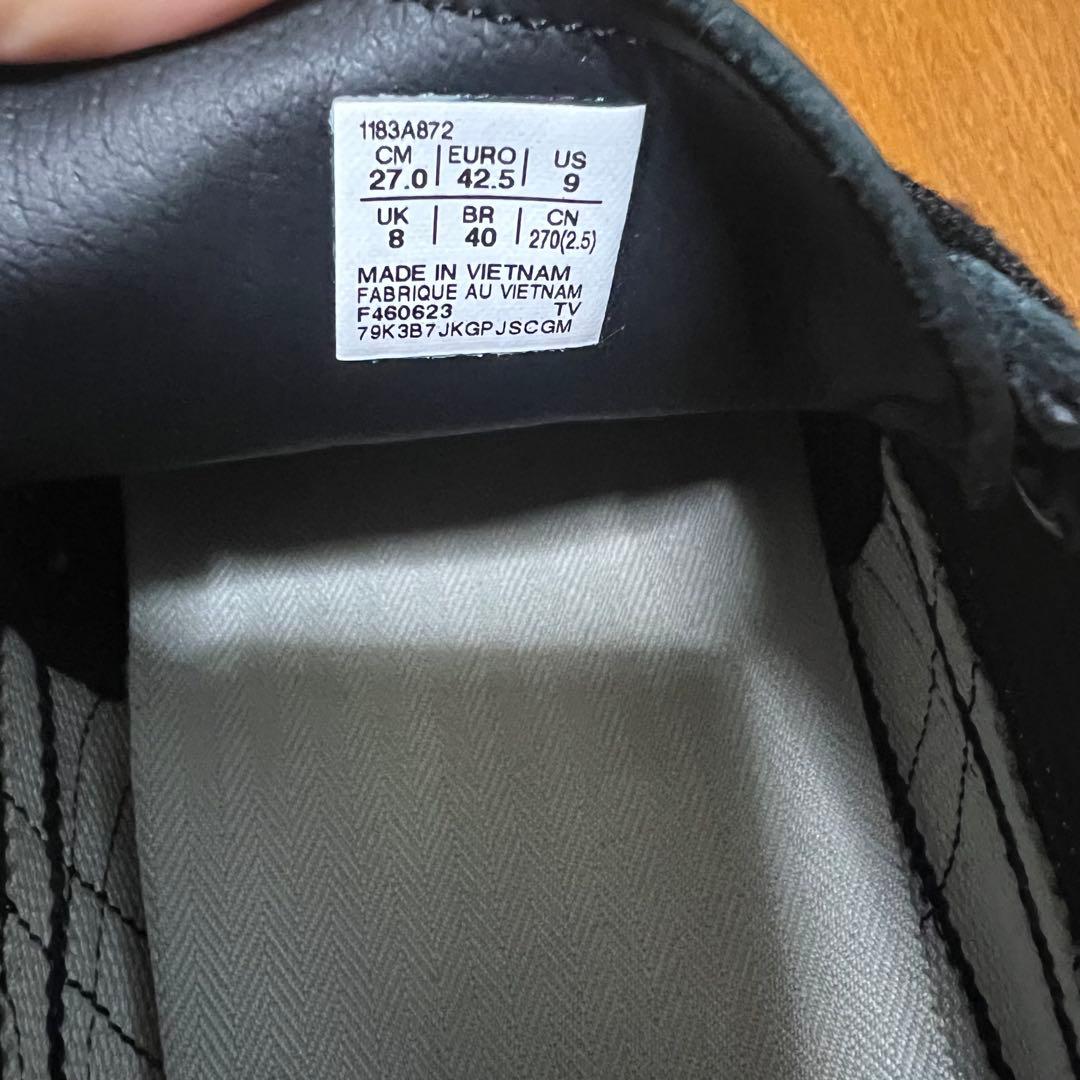 1183A872
CM | EURO | US
27.0 | 42.5 | 9
UK | BR | CN
8 | 40 | 270(2.5)
MADE IN VIETNAM
FABRIQUE AU VIETNAM
F460623 TV
79K3B7JKGPJSCGM